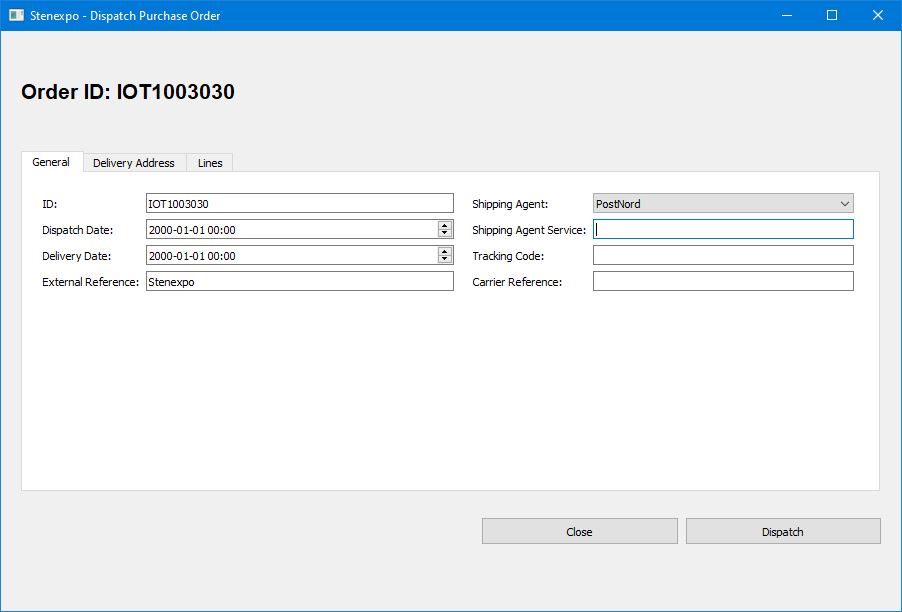 Stenexpo - Dispatch Purchase Order
Order ID: IOT1003030
General Delivery Address Lines
ID: IOT1003030 Shipping Agent: PostNord
Dispatch Date: 2000-01-01 00:00 Shipping Agent Service:
Delivery Date: 2000-01-01 00:00 Tracking Code:
External Reference: Stenexpo Carrier Reference:
Close Dispatch